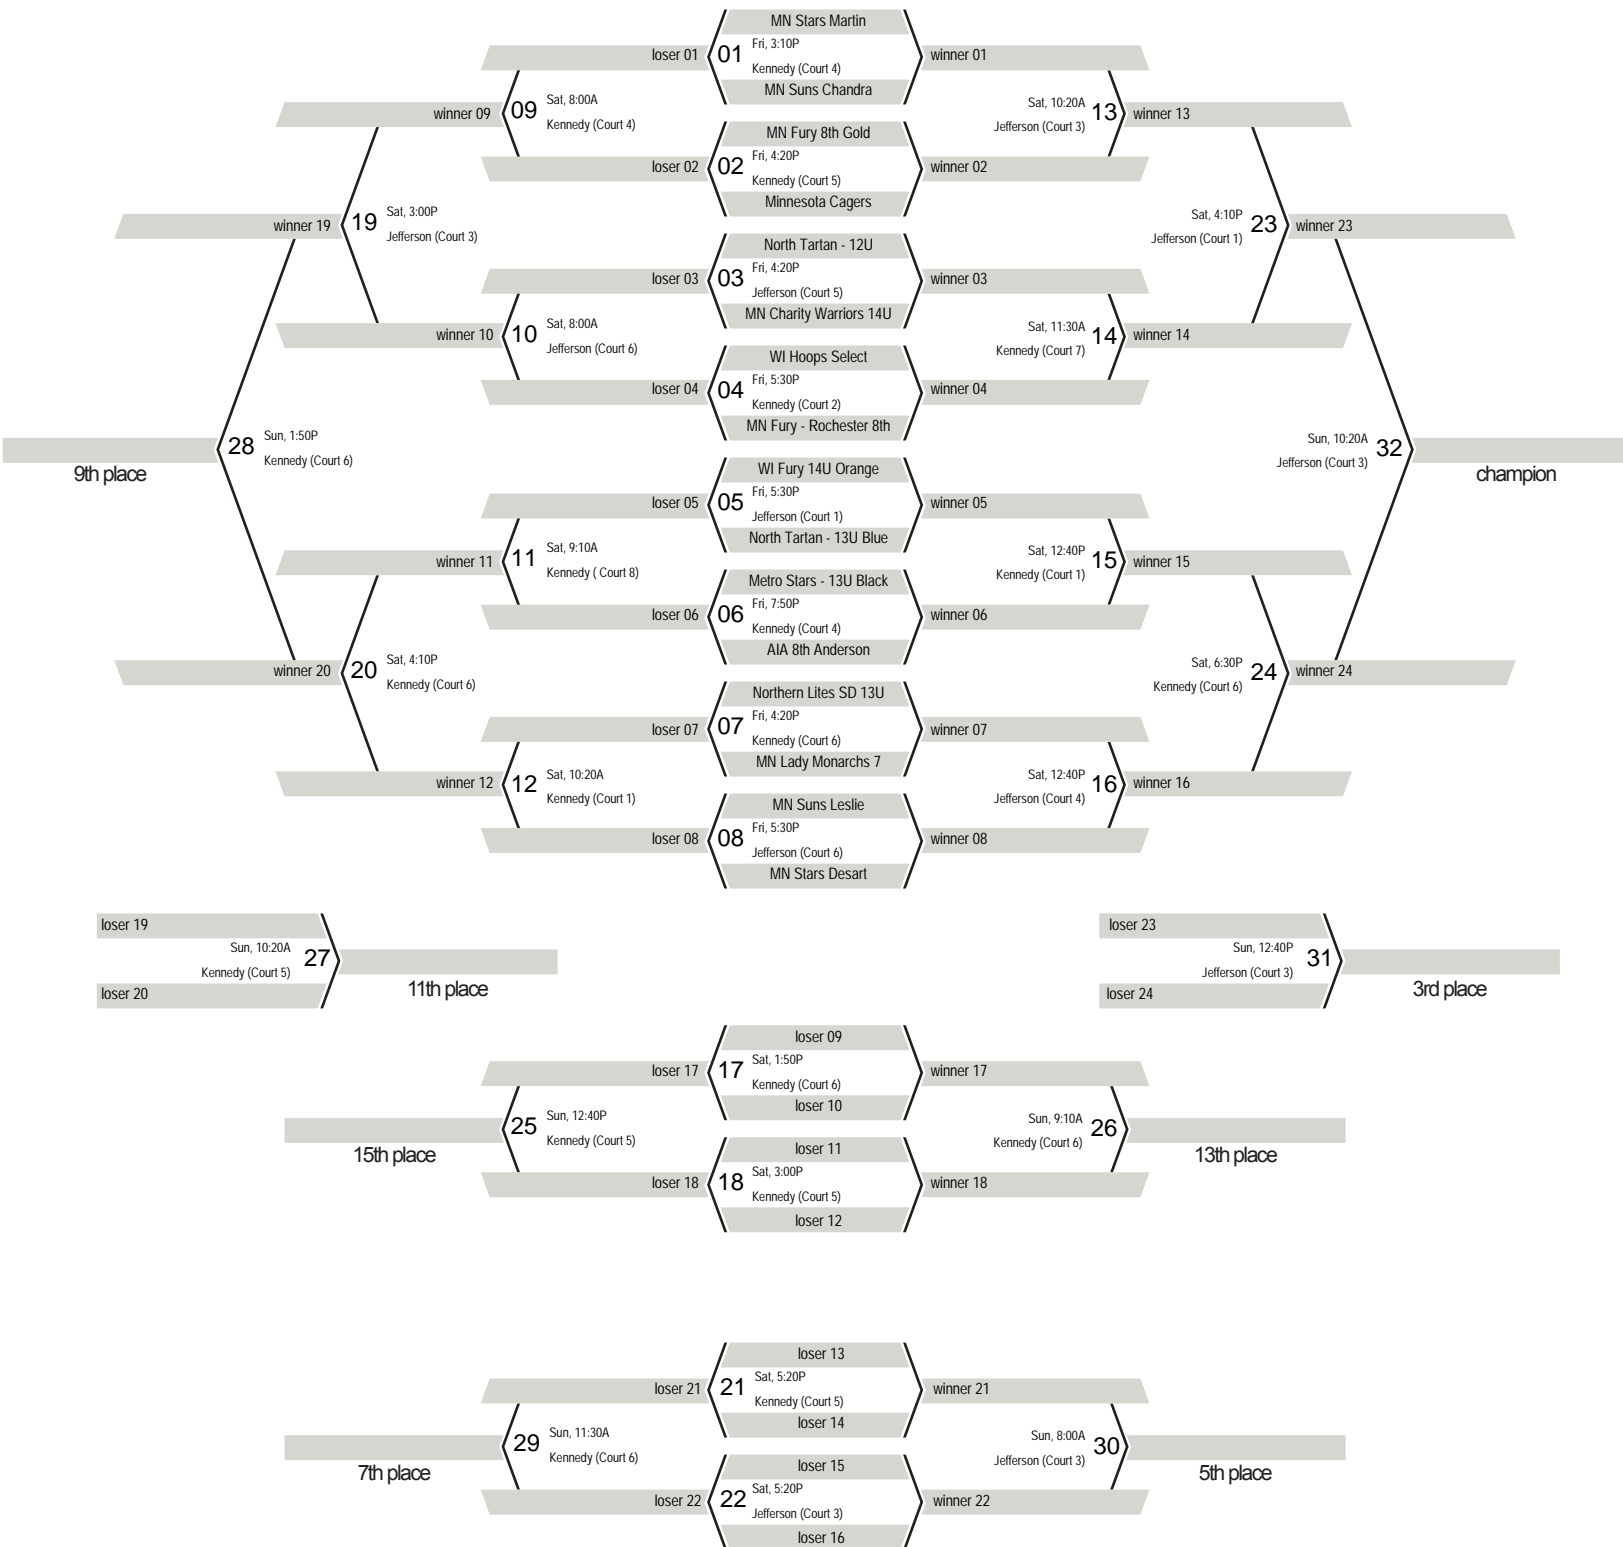 MN Stars Martin
loser 01
01
Fri, 3:10P
Kennedy (Court 4)
winner 01
MN Suns Chandra
winner 09
09
Sat, 8:00A
Kennedy (Court 4)
Sat, 10:20A
Jefferson (Court 3)
13
winner 13
MN Fury 8th Gold
loser 02
02
Fri, 4:20P
Kennedy (Court 5)
winner 02
Minnesota Cagers
winner 19
19
Sat, 3:00P
Jefferson (Court 3)
Sat, 4:10P
Jefferson (Court 1)
23
winner 23
North Tartan - 12U
loser 03
03
Fri, 4:20P
Jefferson (Court 5)
winner 03
MN Charity Warriors 14U
winner 10
10
Sat, 8:00A
Jefferson (Court 6)
Sat, 11:30A
Kennedy (Court 7)
14
winner 14
WI Hoops Select
loser 04
04
Fri, 5:30P
Kennedy (Court 2)
winner 04
MN Fury - Rochester 8th
28
Sun, 1:50P
Kennedy (Court 6)
9th place
Sun, 10:20A
Jefferson (Court 3)
32
champion
WI Fury 14U Orange
loser 05
05
Fri, 5:30P
Jefferson (Court 1)
winner 05
North Tartan - 13U Blue
winner 11
11
Sat, 9:10A
Kennedy ( Court 8)
Sat, 12:40P
Kennedy (Court 1)
15
winner 15
Metro Stars - 13U Black
loser 06
06
Fri, 7:50P
Kennedy (Court 4)
winner 06
AIA 8th Anderson
winner 20
20
Sat, 4:10P
Kennedy (Court 6)
Sat, 6:30P
Kennedy (Court 6)
24
winner 24
Northern Lites SD 13U
loser 07
07
Fri, 4:20P
Kennedy (Court 6)
winner 07
MN Lady Monarchs 7
winner 12
12
Sat, 10:20A
Kennedy (Court 1)
Sat, 12:40P
Jefferson (Court 4)
16
winner 16
MN Suns Leslie
loser 08
08
Fri, 5:30P
Jefferson (Court 6)
winner 08
MN Stars Desart
loser 19
Sun, 10:20A
Kennedy (Court 5)
27
loser 20
11th place
loser 23
Sun, 12:40P
Jefferson (Court 3)
31
loser 24
3rd place
loser 09
loser 17
17
Sat, 1:50P
Kennedy (Court 6)
winner 17
loser 10
25
Sun, 12:40P
Kennedy (Court 5)
15th place
Sun, 9:10A
Kennedy (Court 6)
26
13th place
loser 11
loser 18
18
Sat, 3:00P
Kennedy (Court 5)
winner 18
loser 12
loser 13
loser 21
21
Sat, 5:20P
Kennedy (Court 5)
winner 21
loser 14
29
Sun, 11:30A
Kennedy (Court 6)
7th place
Sun, 8:00A
Jefferson (Court 3)
30
5th place
loser 15
loser 22
22
Sat, 5:20P
Jefferson (Court 3)
winner 22
loser 16